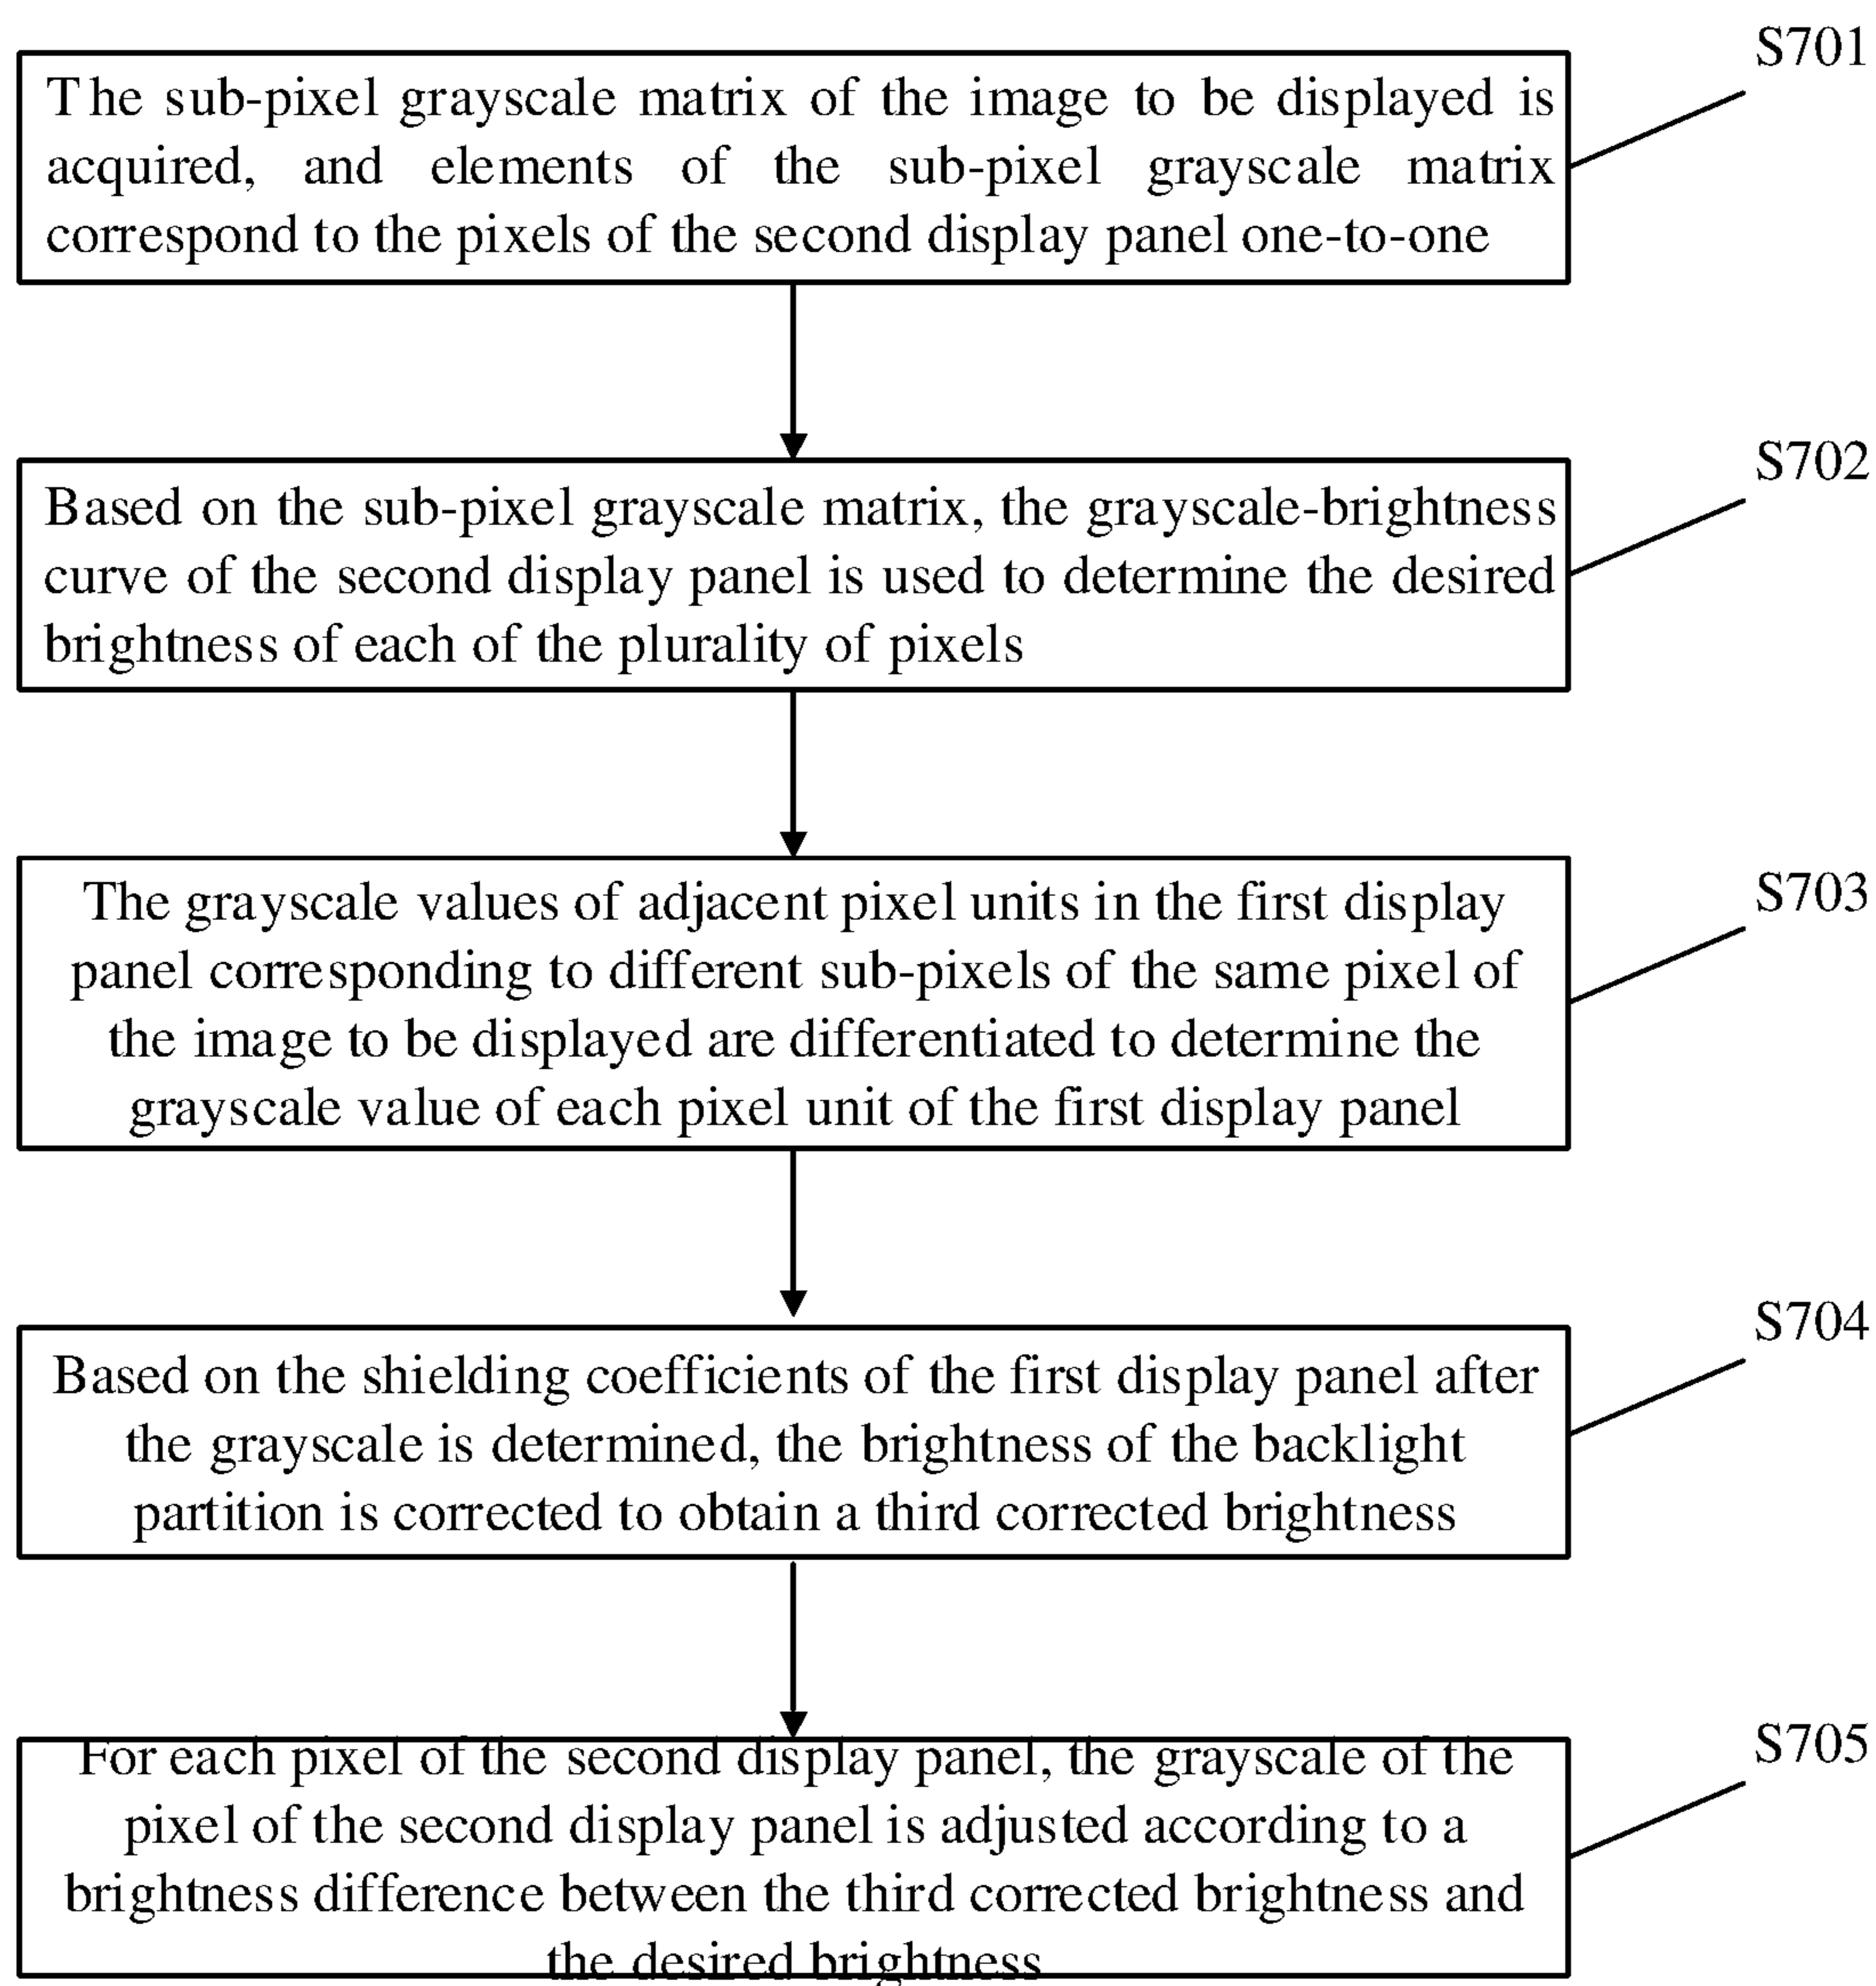 S701
The sub-pixel grayscale matrix of the image to be displayed is
acquired, and elements of the sub-pixel grayscale matrix
correspond to the pixels of the second display panel one-to-one
S702
Based on the sub-pixel grayscale matrix, the grayscale-brightness
curve of the second display panel is used to determine the desired
brightness of each of the plurality of pixels
S703
The grayscale values of adjacent pixel units in the first display
panel corresponding to different sub-pixels of the same pixel of
the image to be displayed are differentiated to determine the
grayscale value of each pixel unit of the first display panel
S704
Based on the shielding coefficients of the first display panel after
the grayscale is determined, the brightness of the backlight
partition is corrected to obtain a third corrected brightness
S705
For each pixel of the second display panel, the grayscale of the
pixel of the second display panel is adjusted according to a
brightness difference between the third corrected brightness and
the desired brightness